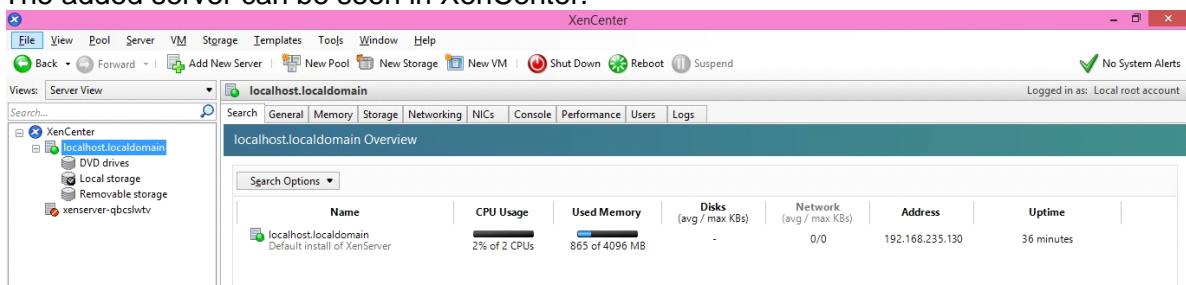 The added server can be seen in XenCenter.
XenCenter
File View Pool Server VM Storage Templates Tools Window Help
Back Forward Add New Server New Pool New Storage New VM Shut Down Reboot Suspend No System Alerts
Views: Server View localhost.localdomain Logged in as: Local root account
Search... Search General Memory Storage Networking NICs Console Performance Users Logs
XenCenter
localhost.localdomain
DVD drives
Local storage
Removable storage
xenserver-qbcslwtv
localhost.localdomain Overview
Search Options
Name CPU Usage Used Memory Disks (avg / max KBs) Network (avg / max KBs) Address Uptime
localhost.localdomain
Default install of XenServer 2% of 2 CPUs 865 of 4096 MB - 0/0 192.168.235.130 36 minutes